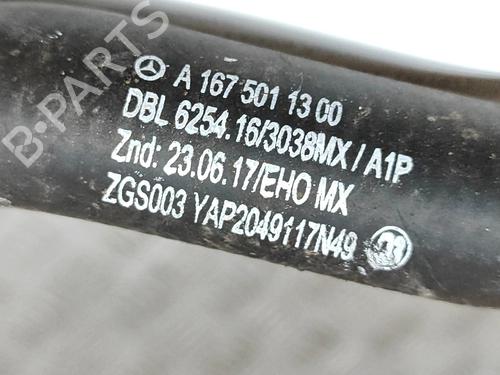 A 167 501 13 00
DBL 6254.16/3038MX / A1P
Znd: 23.06.17/EHO MX
ZGS003 YAP2049117N49
B-PARTS